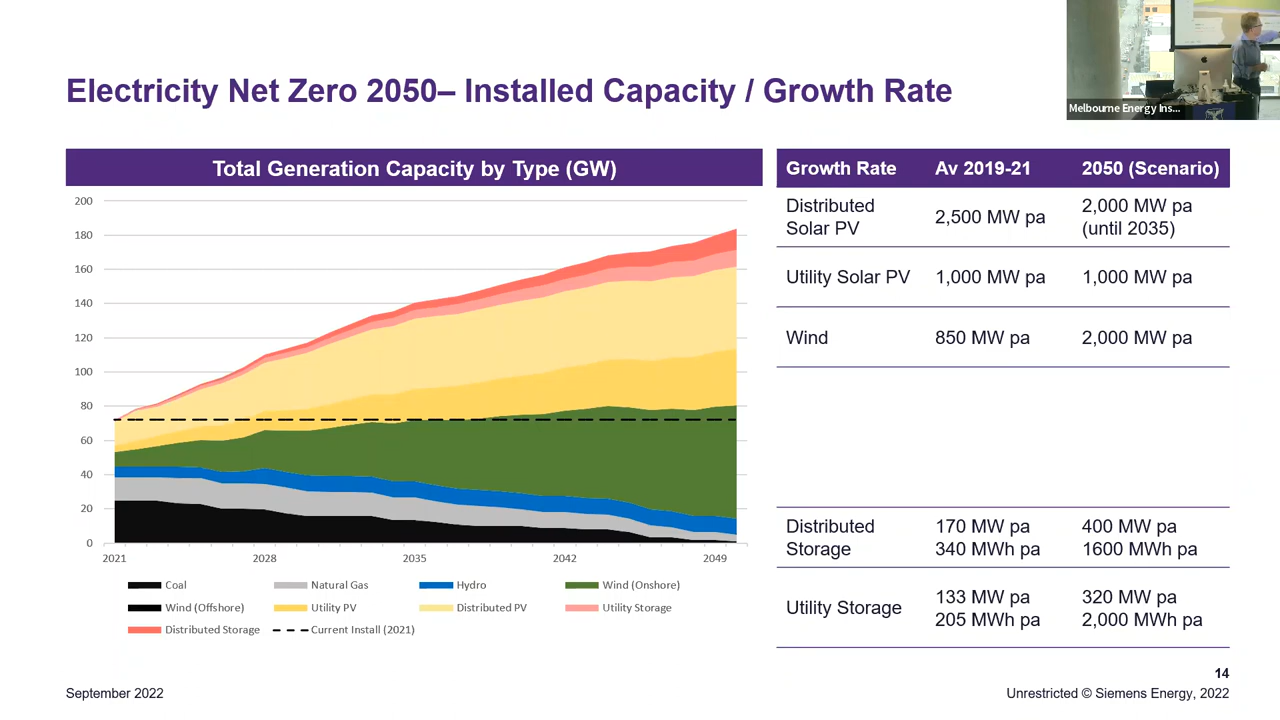 Melbourne Energy Ins...
Electricity Net Zero 2050– Installed Capacity / Growth Rate
Total Generation Capacity by Type (GW)
200
180
160
140
120
100
80
60
40
20
0
2021 2028 2035 2042 2049
Coal Natural Gas Hydro Wind (Onshore)
Wind (Offshore) Utility PV Distributed PV Utility Storage
Distributed Storage Current Install (2021)
Growth Rate Av 2019-21 2050 (Scenario)
Distributed Solar PV 2,500 MW pa 2,000 MW pa (until 2035)
Utility Solar PV 1,000 MW pa 1,000 MW pa
Wind 850 MW pa 2,000 MW pa
Distributed Storage 170 MW pa 340 MWh pa 400 MW pa 1600 MWh pa
Utility Storage 133 MW pa 205 MWh pa 320 MW pa 2,000 MWh pa
14
September 2022
Unrestricted © Siemens Energy, 2022